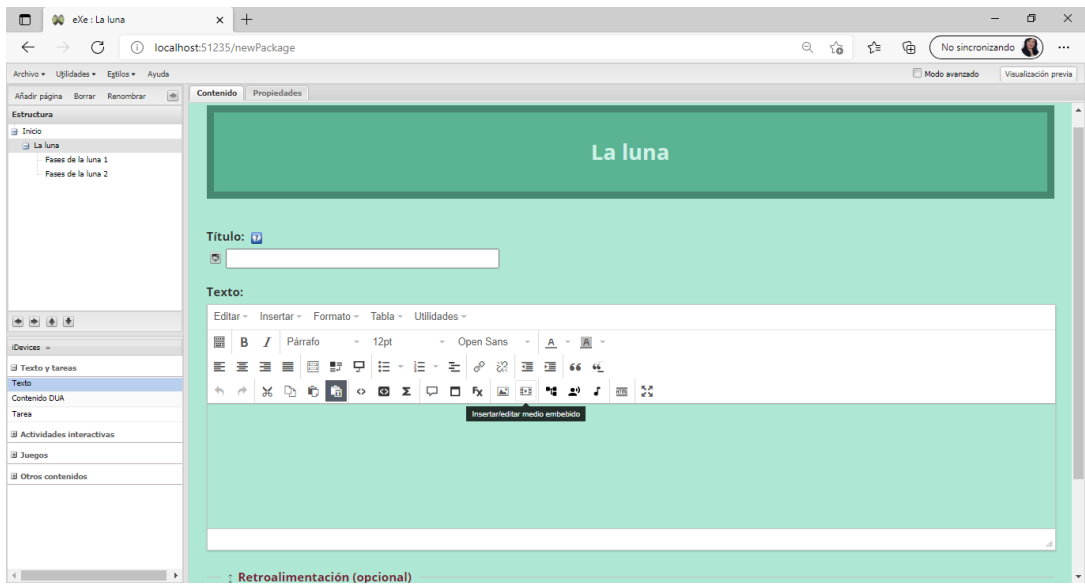 eXe : La luna
localhost:51235/newPackage
No sincronizando
Archivo Utilidades Estilos Ayuda
Modo avanzado
Visualización previa
Añadir página Borrar Renombrar
Contenido Propiedades
Estructura
Inicio
La luna
Fases de la luna 1
Fases de la luna 2
La luna
Título:
Texto:
Editar Insertar Formato Tabla Utilidades
B I Párrafo 12pt Open Sans A A
Fx
Insertar/editar medio embebido
iDevices
Texto y tareas
Texto
Contenido DUA
Tarea
Actividades interactivas
Juegos
Otros contenidos
Retroalimentación (opcional)